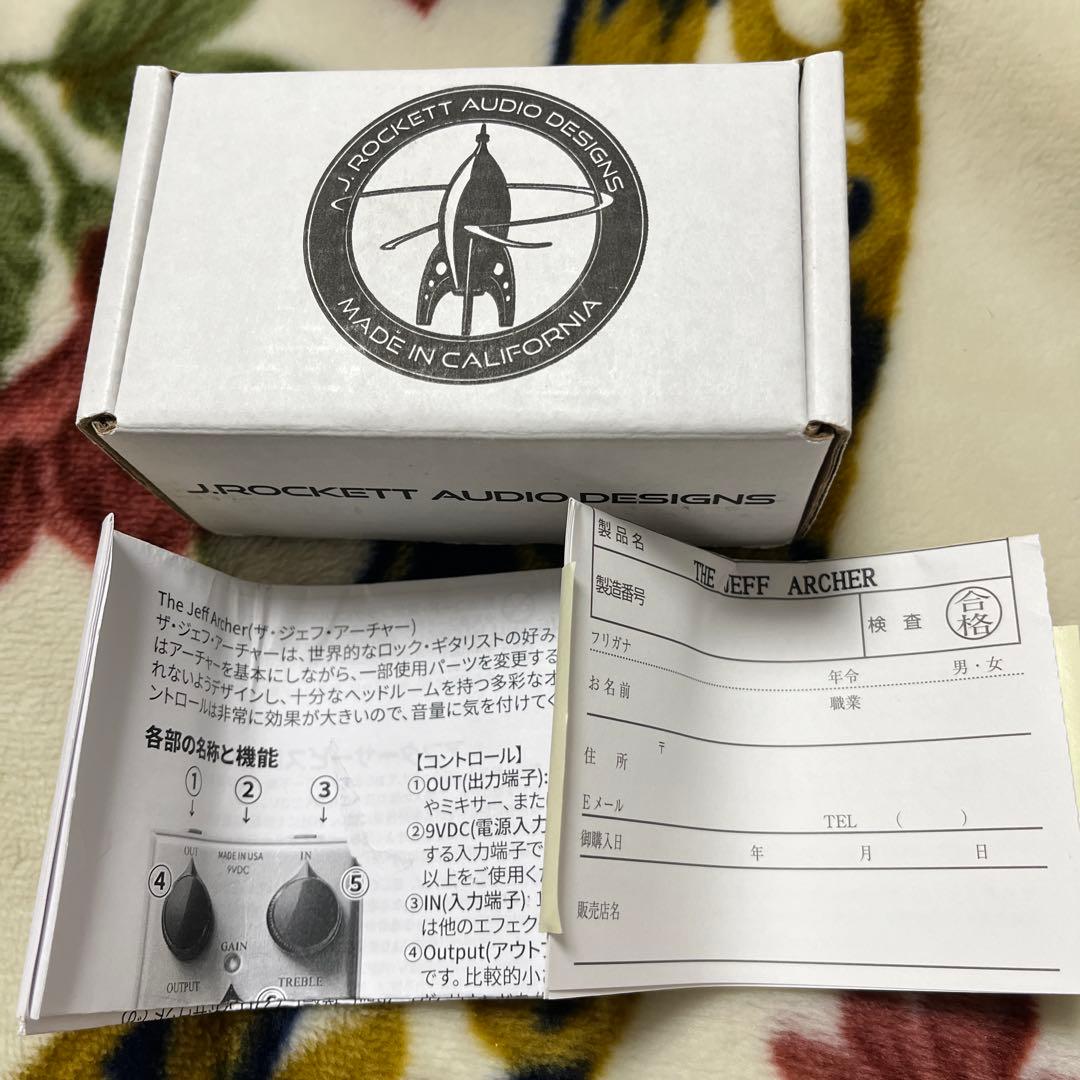 J. ROCKETT AUDIO DESIGNS
MADE IN CALIFORNIA
J.ROCKETT AUDIO DESIGNS
The Jeff Archer(ザ・ジェフ・アーチャー)
ザ・ジェフ・アーチャーは、世界的なロック・ギタリストの好み
はアーチャーを基本にしながら、一部使用パーツを変更する
れないようデザインし、十分なヘッドルームを持つ多彩なオ
ントロールは非常に効果が大きいので、音量に気を付けてく
各部の名称と機能
① ② ③
OUT MADE IN USA IN
9VDC
④ ⑤
GAIN
OUTPUT TREBLE
【コントロール】
①OUT(出力端子):
やミキサー、また
②9VDC(電源入力
する入力端子で
以上をご使用くだ
③IN(入力端子):
は他のエフェク
④Output(アウトプ
です。比較的小
製品名 THE JEFF ARCHER
製造番号
検査 合格
フリガナ
お名前 年令 男・女
職業
住所 〒
Eメール
TEL ( )
御購入日 年 月 日
販売店名